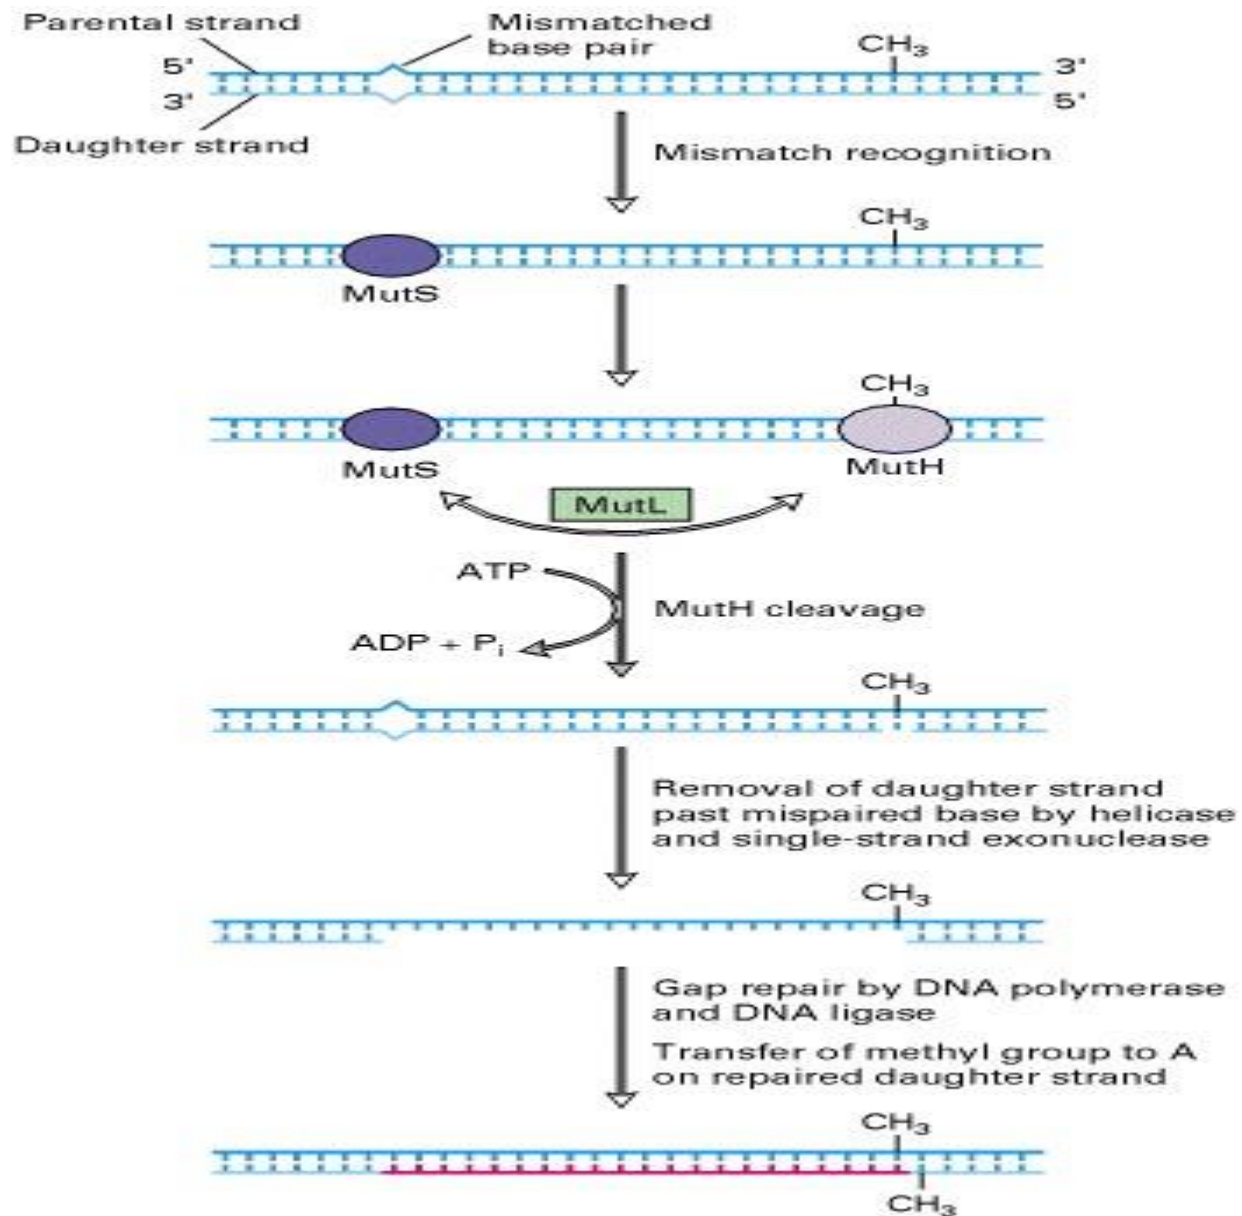 Parental strand
Mismatched
base pair
CH3
5'
3'
3'
5'
Daughter strand
Mismatch recognition
CH3
MutS
CH3
MutS
MutH
MutL
ATP
MutH cleavage
ADP + Pi
CH3
Removal of daughter strand
past mispaired base by helicase
and single-strand exonuclease
CH3
Gap repair by DNA polymerase
and DNA ligase
Transfer of methyl group to A
on repaired daughter strand
CH3
CH3